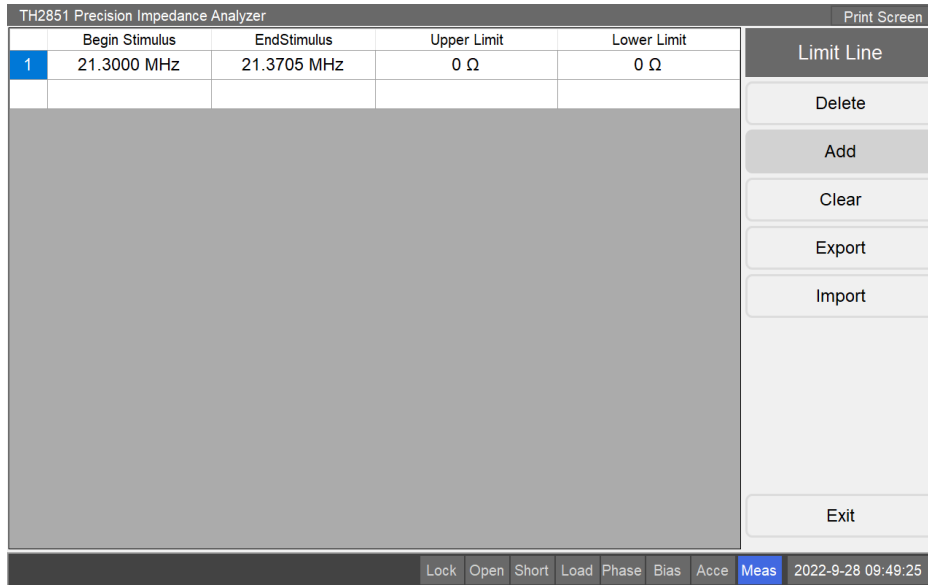 TH2851 Precision Impedance Analyzer
Print Screen
Begin Stimulus EndStimulus Upper Limit Lower Limit
1 21.3000 MHz 21.3705 MHz 0 Ω 0 Ω
Limit Line
Delete
Add
Clear
Export
Import
Exit
Lock Open Short Load Phase Bias Acce Meas 2022-9-28 09:49:25